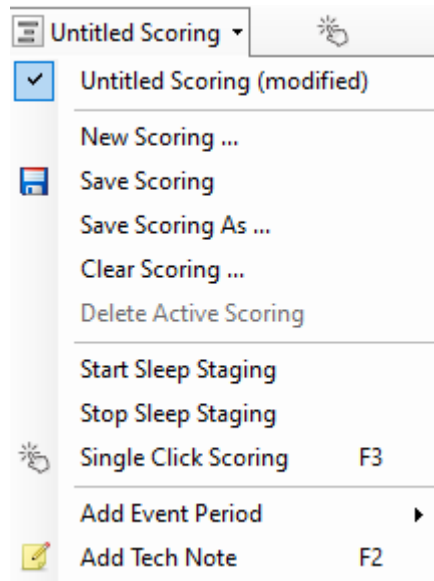 Untitled Scoring
Untitled Scoring (modified)
New Scoring ...
Save Scoring
Save Scoring As ...
Clear Scoring ...
Delete Active Scoring
Start Sleep Staging
Stop Sleep Staging
Single Click Scoring F3
Add Event Period
Add Tech Note F2